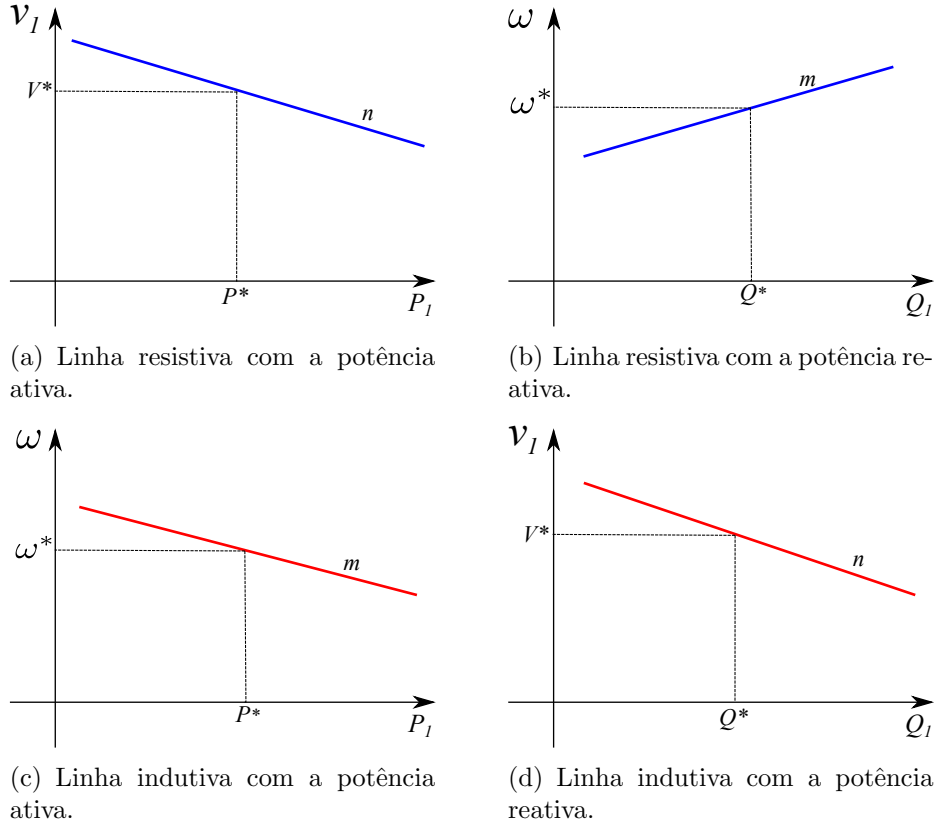 v1 ω
V* n
ω* m
P* P1
Q* Q1
(a) Linha resistiva com a potência
ativa.
(b) Linha resistiva com a potência re-
ativa.
ω v1
ω* m
V* n
P* P1
Q* Q1
(c) Linha indutiva com a potência
ativa.
(d) Linha indutiva com a potência
reativa.